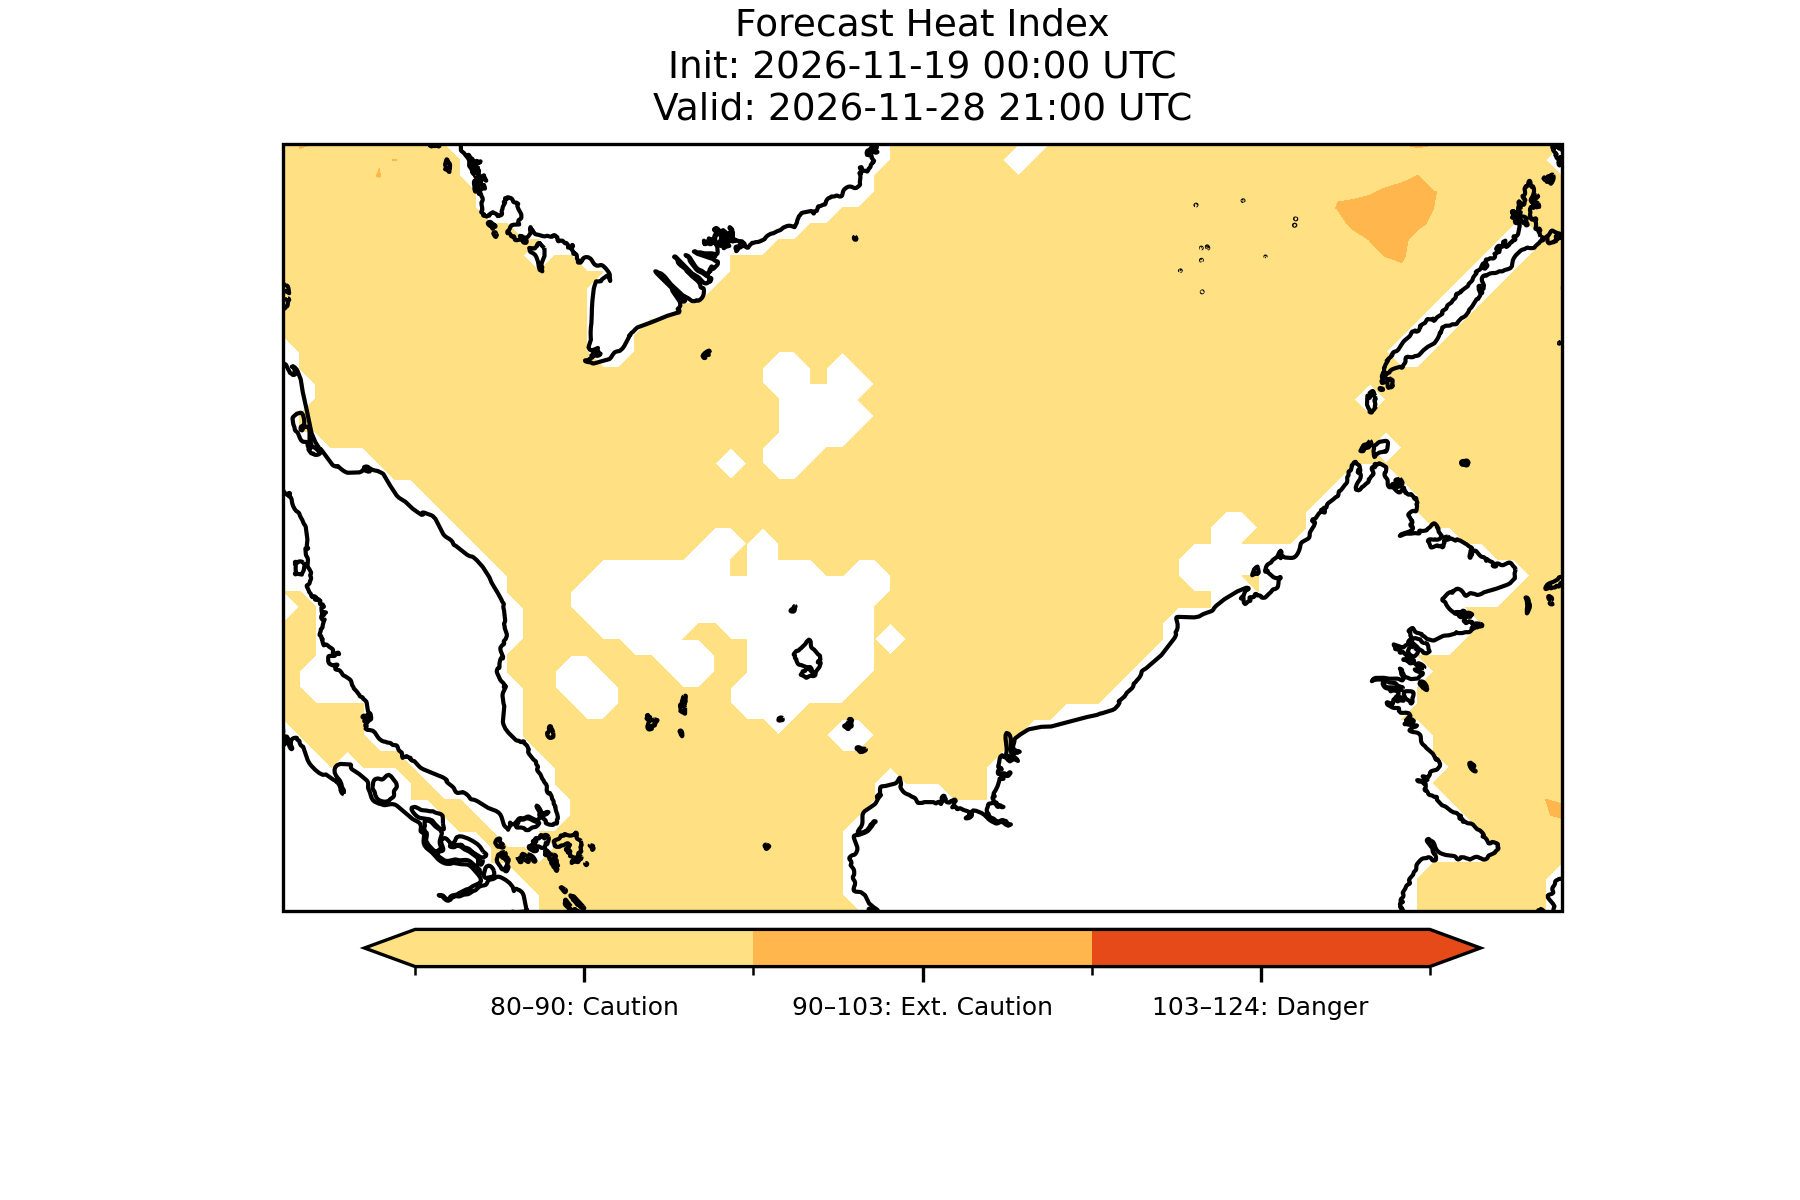 Forecast Heat Index
Init: 2026-11-19 00:00 UTC
Valid: 2026-11-28 21:00 UTC
80–90: Caution
90–103: Ext. Caution
103–124: Danger